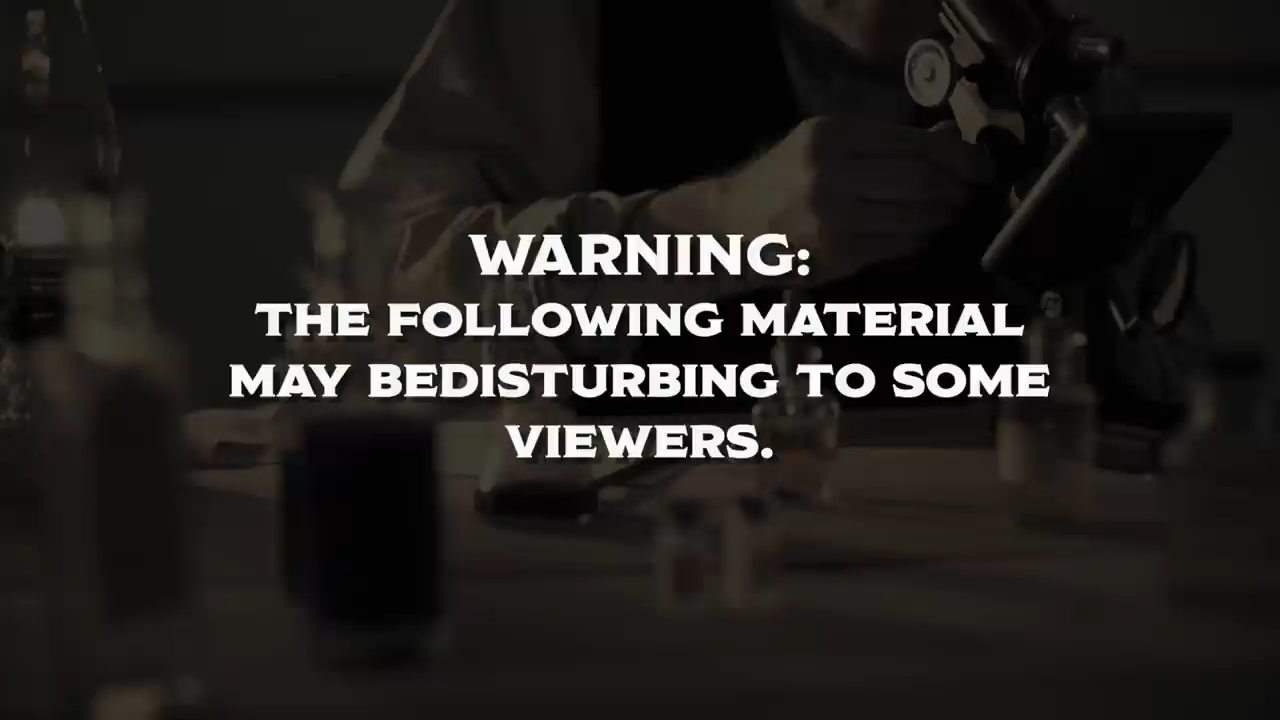 WARNING:
THE FOLLOWING MATERIAL
MAY BEDISTURBING TO SOME
VIEWERS.